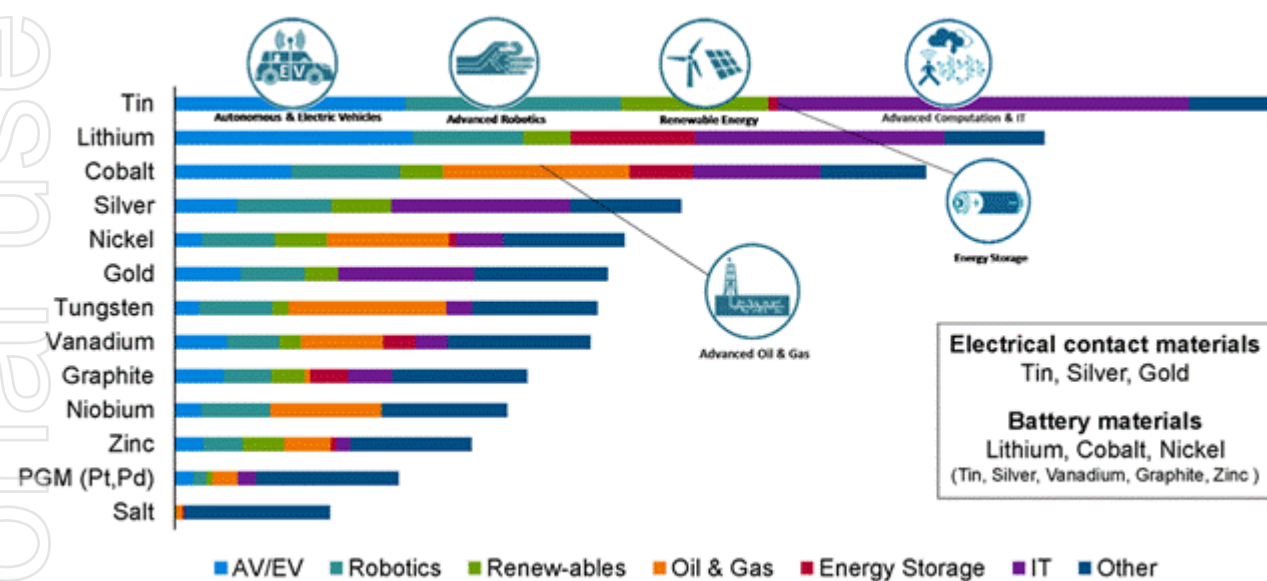 EV
Tin
Autonomous & Electric Vehicles
Advanced Robotics
Renewable Energy
Advanced Computation & IT
Lithium
Cobalt
Silver
Energy Storage
Nickel
Gold
Tungsten
Vanadium
Advanced Oil & Gas
Graphite
Niobium
Zinc
PGM (Pt,Pd)
Salt
Electrical contact materials
Tin, Silver, Gold
Battery materials
Lithium, Cobalt, Nickel
(Tin, Silver, Vanadium, Graphite, Zinc )
AV/EV Robotics Renew-ables Oil & Gas Energy Storage IT Other
onal use